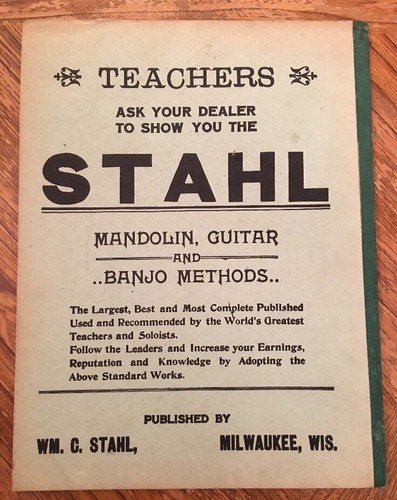 TEACHERS
ASK YOUR DEALER
TO SHOW YOU THE
STAHL
MANDOLIN, GUITAR
AND
..BANJO METHODS..
The Largest, Best and Most Complete Published
Used and Recommended by the World's Greatest
Teachers and Soloists.
Follow the Leaders and Increase your Earnings,
Reputation and Knowledge by Adopting the
Above Standard Works.
PUBLISHED BY
WM. C. STAHL, MILWAUKEE, WIS.